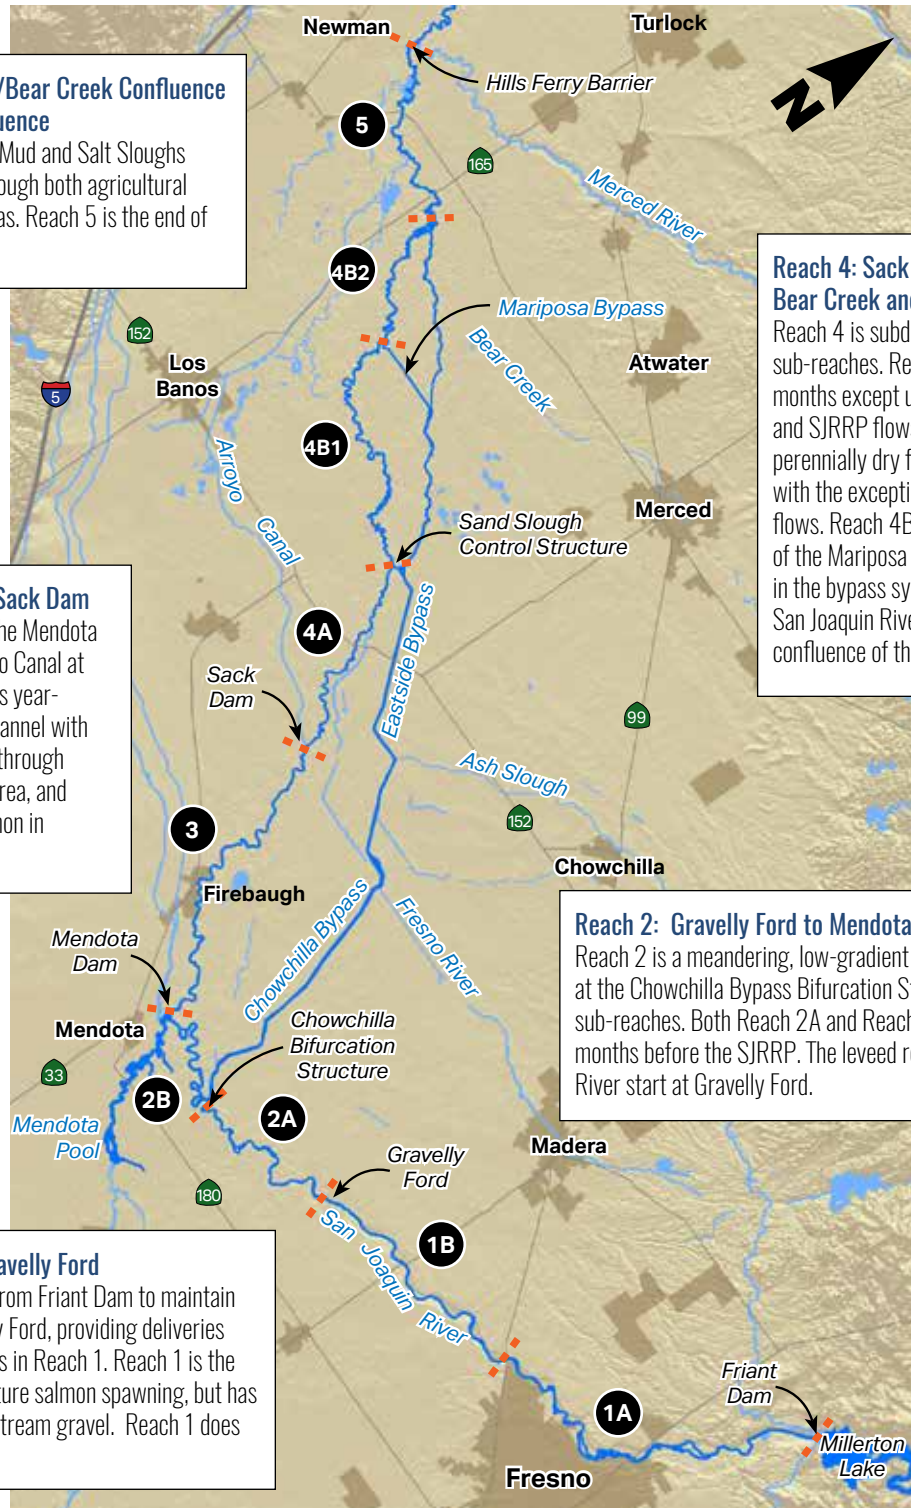 Newman
Turlock
Hills Ferry Barrier
N
/Bear Creek Confluence
uence
Mud and Salt Sloughs
ough both agricultural
as. Reach 5 is the end of
5
165
Merced River
4B2
Reach 4: Sack
Bear Creek and
Reach 4 is subd
sub-reaches. Re
months except u
and SJRRP flow
perennially dry f
with the excepti
flows. Reach 4B
of the Mariposa
in the bypass sy
San Joaquin Rive
confluence of th
Mariposa Bypass
152
Los
Banos
Bear Creek
Atwater
5
4B1
Arroyo
Canal
Merced
Sand Slough
Control Structure
Sack Dam
he Mendota
o Canal at
s year-
annel with
through
rea, and
non in
4A
Eastside Bypass
Sack
Dam
99
Ash Slough
152
3
Chowchilla
Firebaugh
Chowchilla Bypass
Fresno River
Reach 2: Gravelly Ford to Mendota
Reach 2 is a meandering, low-gradient
at the Chowchilla Bypass Bifurcation S
sub-reaches. Both Reach 2A and Reach
months before the SJRRP. The leveed re
River start at Gravelly Ford.
Mendota
Dam
Mendota
Chowchilla
Bifurcation
Structure
33
2B
2A
Mendota
Pool
Madera
Gravelly
Ford
180
San Joaquin River
1B
avelly Ford
rom Friant Dam to maintain
y Ford, providing deliveries
s in Reach 1. Reach 1 is the
ture salmon spawning, but has
tream gravel. Reach 1 does
Friant
Dam
1A
Millerton
Lake
Fresno